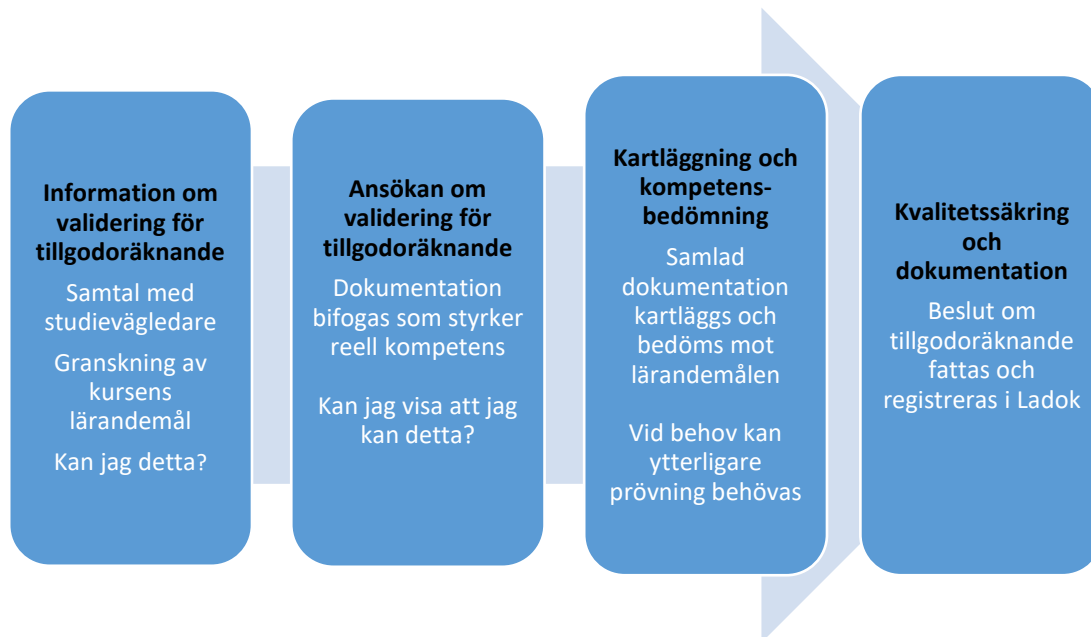 Information om
validering för
tillgodoräknande
Samtal med
studievägledare
Granskning av
kursens
lärandemål
Kan jag detta?
Ansökan om
validering för
tillgodoräknande
Dokumentation
bifogas som styrker
reell kompetens
Kan jag visa att jag
kan detta?
Kartläggning och
kompetens-
bedömning
Samlad
dokumentation
kartläggs och
bedöms mot
lärandemålen
Vid behov kan
ytterligare
prövning behövas
Kvalitetssäkring
och
dokumentation
Beslut om
tillgodoräknande
fattas och
registreras i Ladok